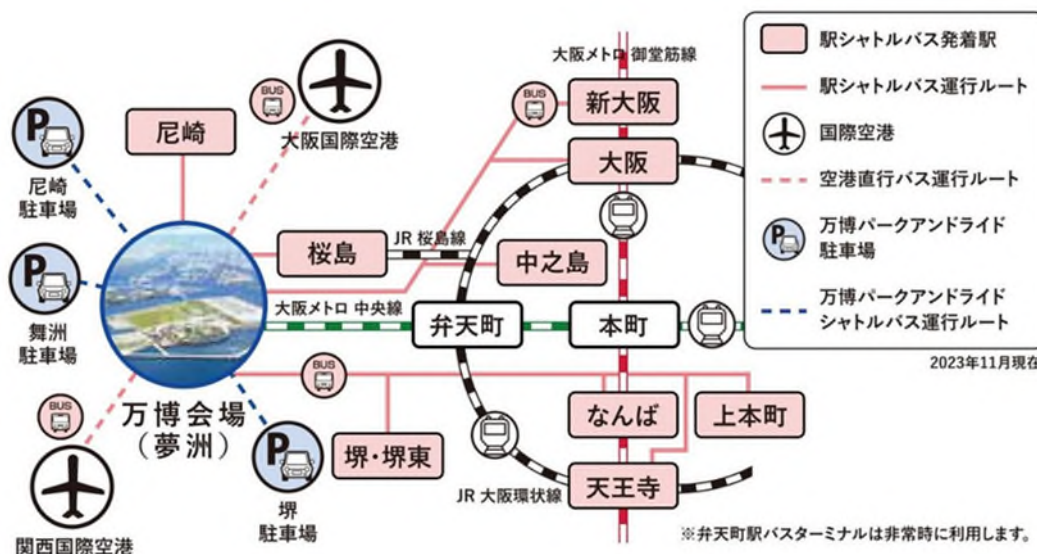 大阪メトロ 御堂筋線
BUS
大阪国際空港
BUS
新大阪
大阪
尼崎
P
尼崎
駐車場
JR 桜島線
桜島
中之島
P
舞洲
駐車場
大阪メトロ 中央線
弁天町
本町
万博会場
(夢洲)
BUS
BUS
関西国際空港
P
堺
駐車場
堺・堺東
なんば
上本町
天王寺
JR 大阪環状線
駅シャトルバス発着駅
駅シャトルバス運行ルート
国際空港
空港直行バス運行ルート
P
万博パークアンドライド
駐車場
万博パークアンドライド
シャトルバス運行ルート
2023年11月現在
※弁天町駅バスターミナルは非常時に利用します。